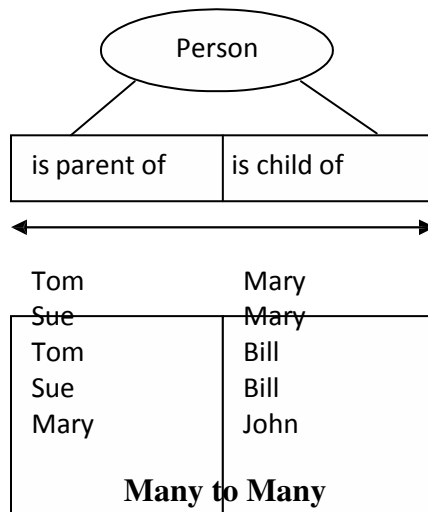 Person
is parent of is child of
Tom Mary
Sue Mary
Tom Bill
Sue Bill
Mary John
Many to Many